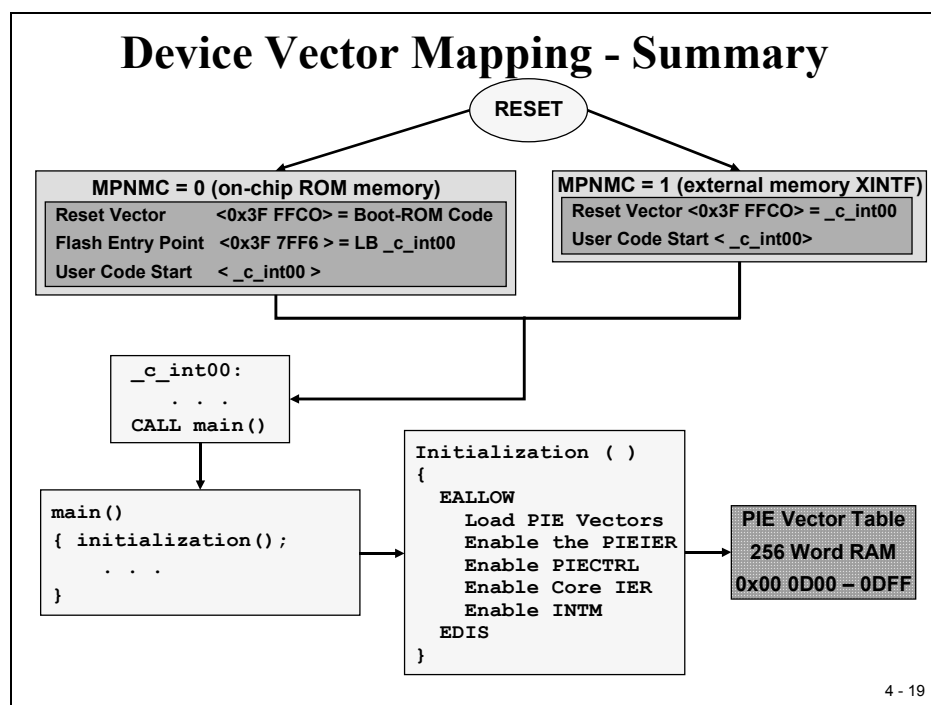 Device Vector Mapping - Summary
RESET
MPNMC = 0 (on-chip ROM memory)
Reset Vector <0x3F FFCO> = Boot-ROM Code
Flash Entry Point <0x3F 7FF6 > = LB _c_int00
User Code Start < _c_int00 >
MPNMC = 1 (external memory XINTF)
Reset Vector <0x3F FFCO> = _c_int00
User Code Start < _c_int00>
_c_int00:
. . .
CALL main()
main()
{ initialization();
. . .
}
Initialization ( )
{
EALLOW
Load PIE Vectors
Enable the PIEIER
Enable PIECTRL
Enable Core IER
Enable INTM
EDIS
}
PIE Vector Table
256 Word RAM
0x00 0D00 – 0DFF
4 - 19